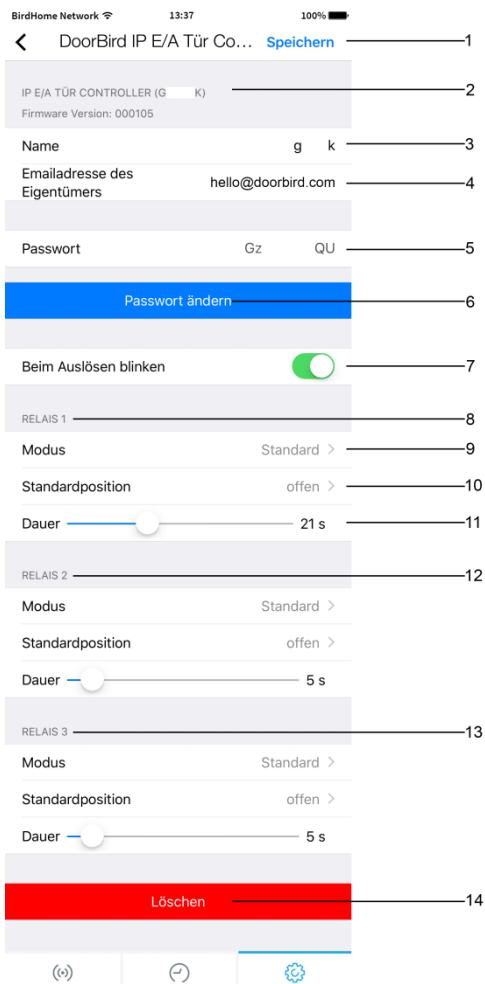 BirdHome Network 13:37 100%
DoorBird IP E/A Tür Co... Speichern 1
IP E/A TÜR CONTROLLER (G K) 2
Firmware Version: 000105
Name g k 3
Emailadresse des
Eigentümers hello@doorbird.com 4
Passwort Gz QU 5
Passwort ändern 6
Beim Auslösen blinken 7
RELAIS 1 8
Modus Standard > 9
Standardposition offen > 10
Dauer 21 s 11
RELAIS 2 12
Modus Standard >
Standardposition offen >
Dauer 5 s
RELAIS 3 13
Modus Standard >
Standardposition offen >
Dauer 5 s
Löschen 14